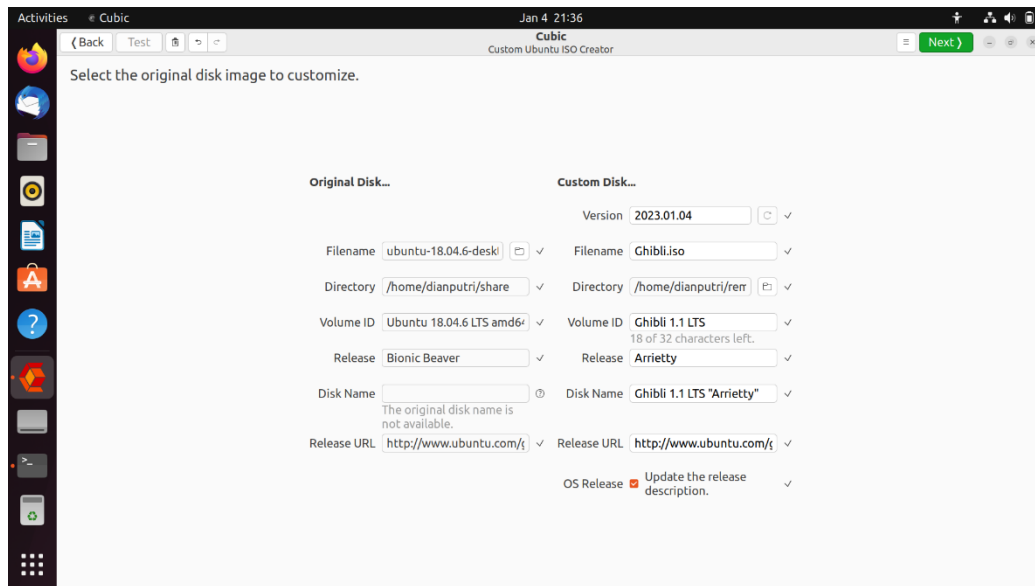 Activities Cubic Jan 4 21:36
Back Test Cubic Next
Custom Ubuntu ISO Creator
Select the original disk image to customize.
Original Disk... Custom Disk...
Version 2023.01.04
Filename ubuntu-18.04.6-desk Filename Ghibli.iso
Directory /home/dianputri/share Directory /home/dianputri/rem
Volume ID Ubuntu 18.04.6 LTS amd64 Volume ID Ghibli 1.1 LTS
18 of 32 characters left.
Release Bionic Beaver Release Arrietty
Disk Name Disk Name Ghibli 1.1 LTS "Arrietty"
The original disk name is
not available.
Release URL http://www.ubuntu.com/g Release URL http://www.ubuntu.com/g
OS Release Update the release
description.